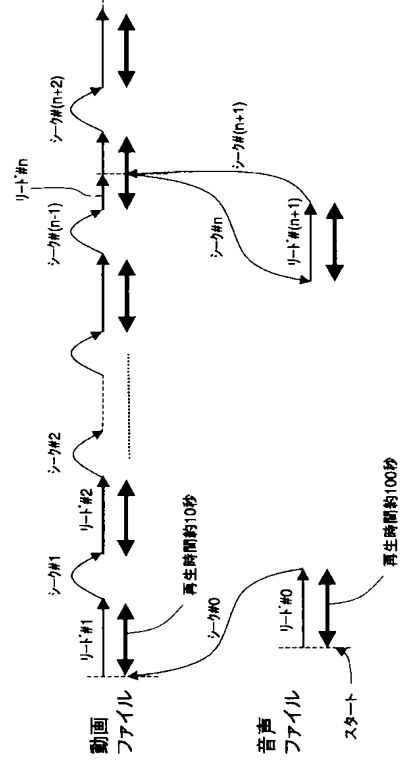 動画
ファイル
リード#1
シーク#1
リード#2
シーク#2
シーク#(n-1)
リード#n
シーク#(n+2)
再生時間約10秒
シーク#0
シーク#n
シーク#(n+1)
音声
ファイル
リード#0
リード#(n+1)
スタート
再生時間約100秒